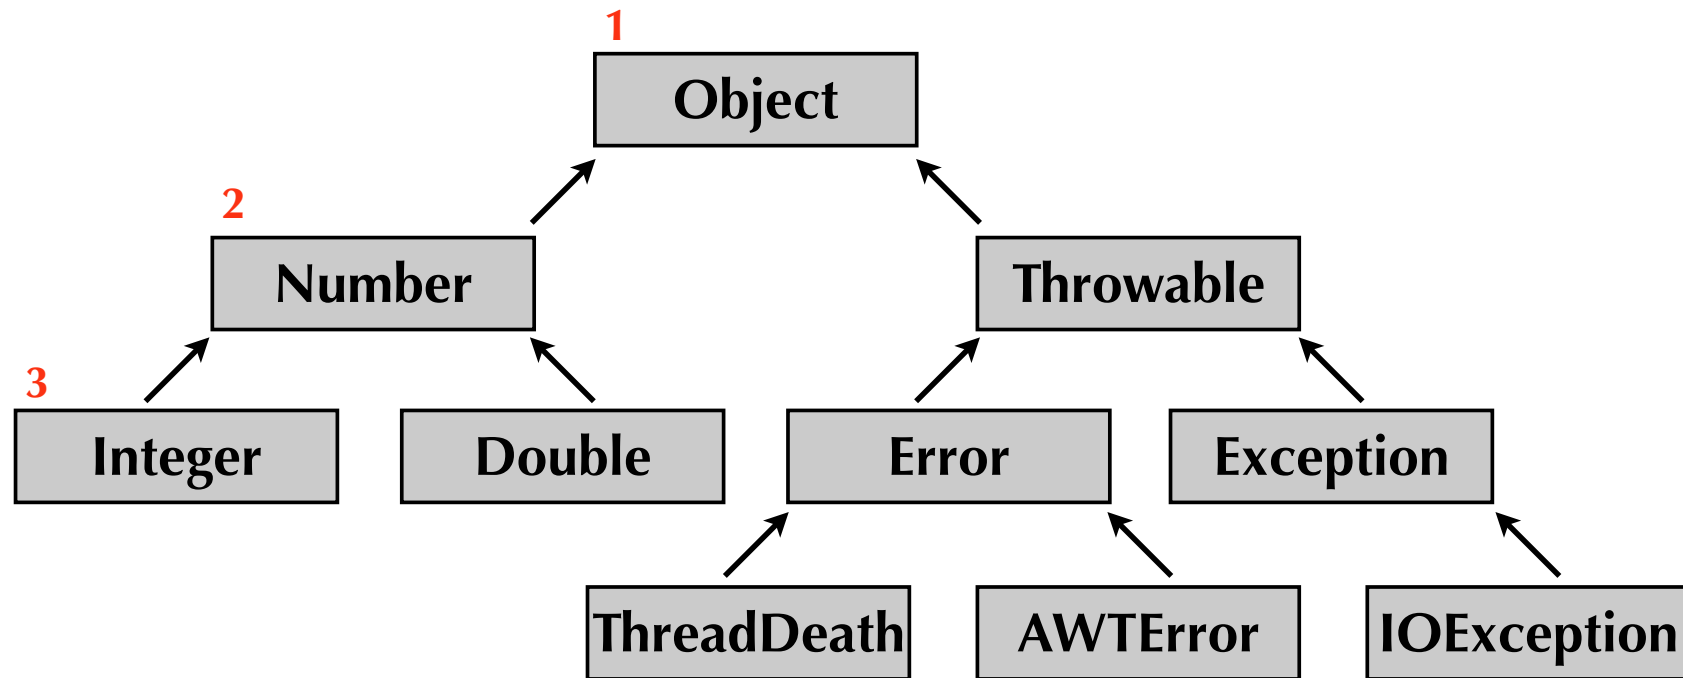 1
Object
2
Number
Throwable
3
Integer
Double
Error
Exception
ThreadDeath
AWTError
IOException